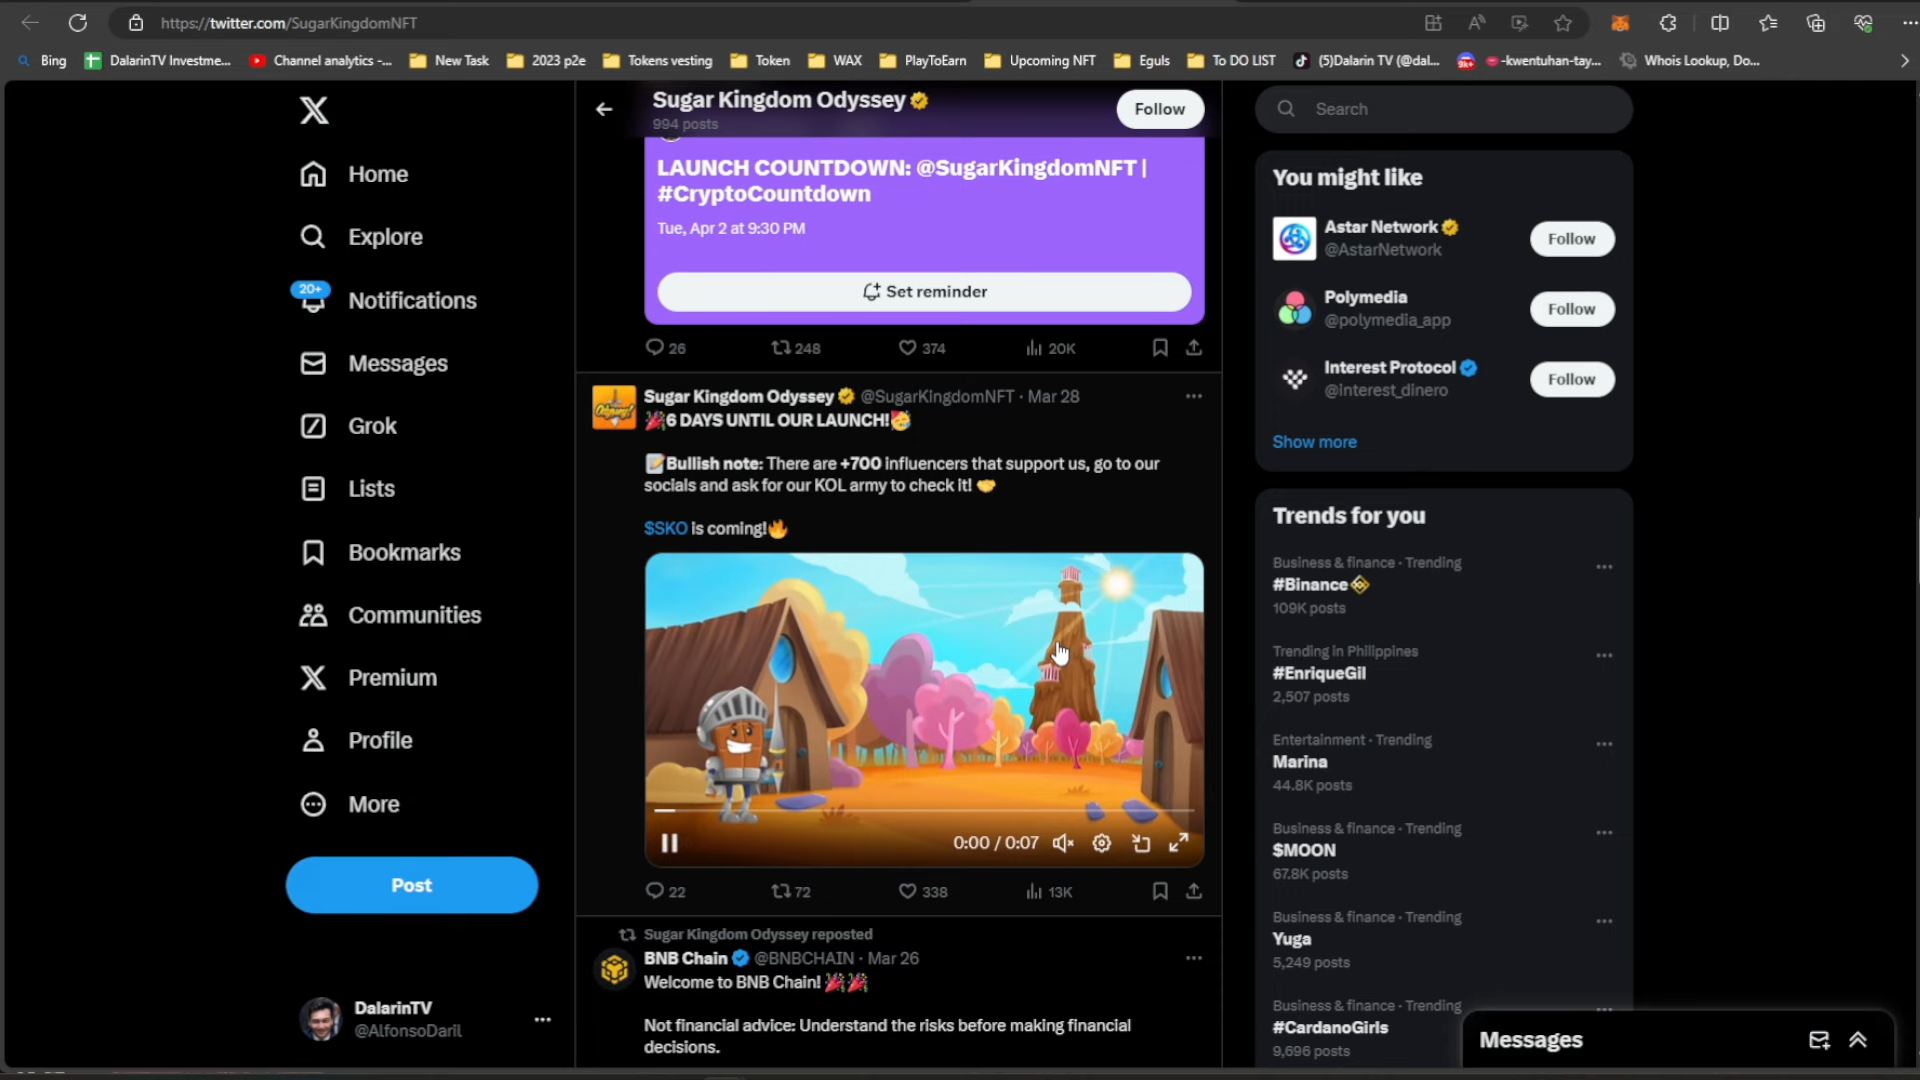 https://twitter.com/SugarKingdomNFT
Bing
DalarinTV Investme...
Channel analytics -...
New Task
2023 p2e
Tokens vesting
Token
WAX
PlayToEarn
Upcoming NFT
Eguls
To DO LIST
(5)Dalarin TV (@dal...
-kwentuhan-tay...
Whois Lookup, Do...
Home
Explore
20+
Notifications
Messages
Grok
Lists
Bookmarks
Communities
Premium
Profile
More
Post
DalarinTV
@AlfonsoDaril
Sugar Kingdom Odyssey
994 posts
Follow
LAUNCH COUNTDOWN: @SugarKingdomNFT |
#CryptoCountdown
Tue, Apr 2 at 9:30 PM
Set reminder
26 248 374 20K
Sugar Kingdom Odyssey @SugarKingdomNFT · Mar 28
🎉6 DAYS UNTIL OUR LAUNCH!🥳
📝Bullish note: There are +700 influencers that support us, go to our
socials and ask for our KOL army to check it! 🤝
$SKO is coming!🔥
0:00 / 0:07
22 72 338 13K
Sugar Kingdom Odyssey reposted
BNB Chain @BNBCHAIN · Mar 26
Welcome to BNB Chain! 🎉🎉
Not financial advice: Understand the risks before making financial
decisions.
Search
You might like
Astar Network
@AstarNetwork
Follow
Polymedia
@polymedia_app
Follow
Interest Protocol
@interest_dinero
Follow
Show more
Trends for you
Business & finance · Trending
#Binance
109K posts
Trending in Philippines
#EnriqueGil
2,507 posts
Entertainment · Trending
Marina
44.8K posts
Business & finance · Trending
$MOON
67.8K posts
Business & finance · Trending
Yuga
5,249 posts
Business & finance · Trending
#CardanoGirls
9,696 posts
Messages